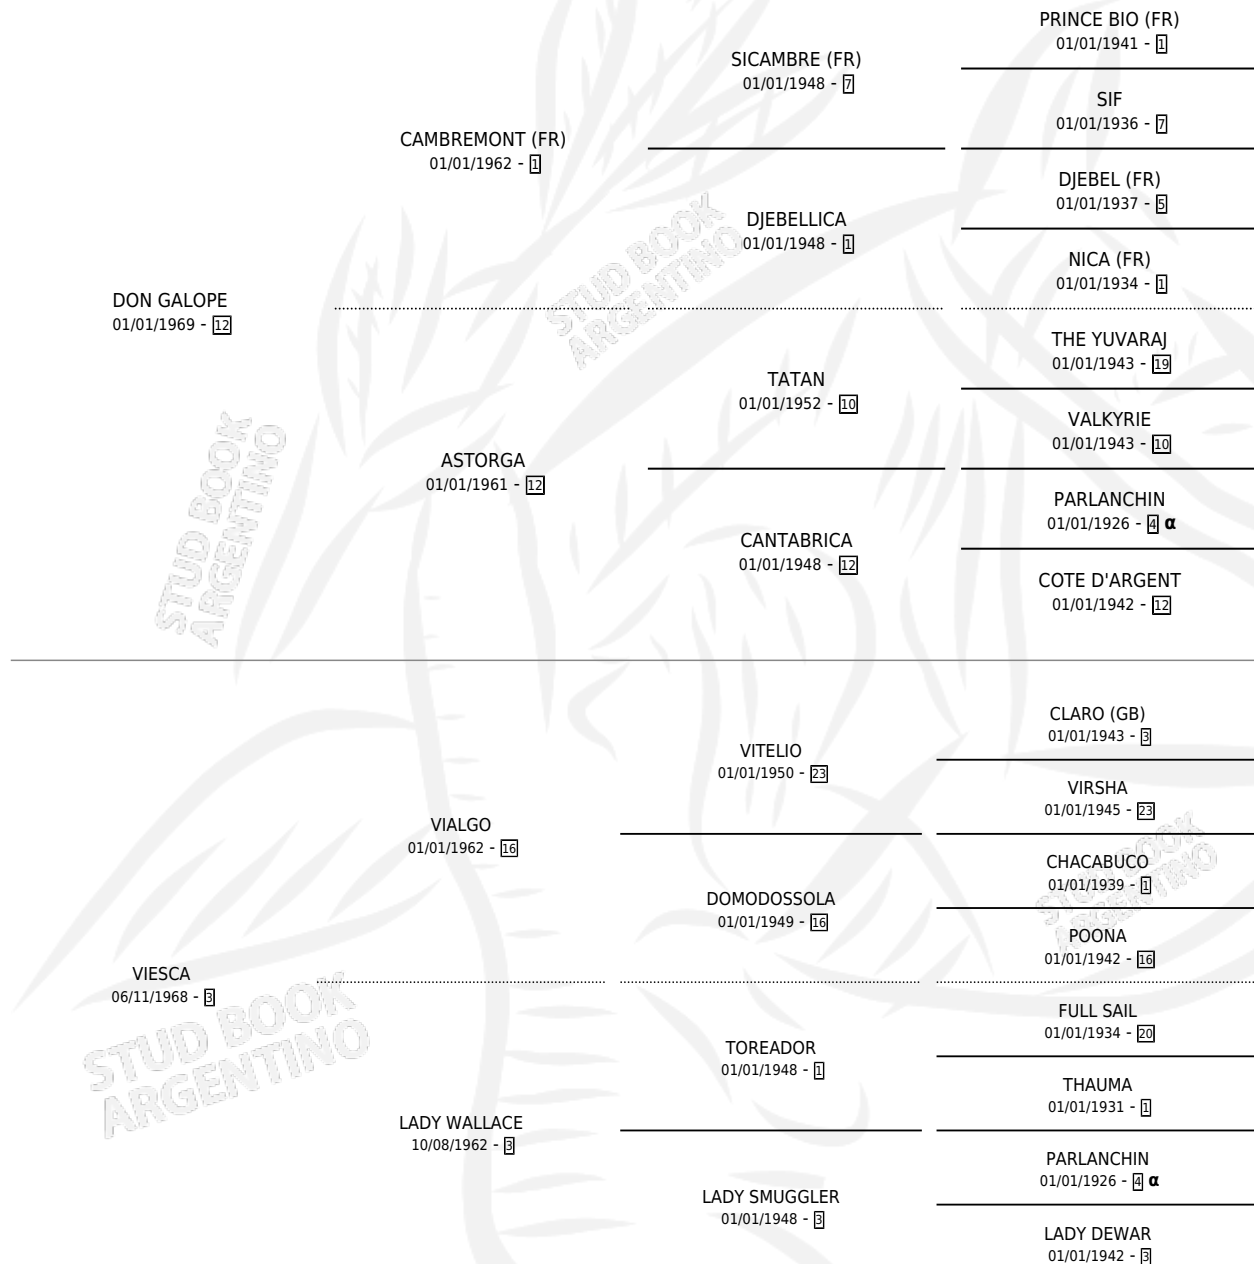 PRINCE BIO (FR)
01/01/1941 - 1
SICAMBRE (FR)
01/01/1948 - 7
SIF
01/01/1936 - 7
CAMBREMONT (FR)
01/01/1962 - 1
DJEBEL (FR)
01/01/1937 - 5
DJEBELLICA
01/01/1948 - 1
NICA (FR)
01/01/1934 - 1
DON GALOPE
01/01/1969 - 12
THE YUVARAJ
01/01/1943 - 19
TATAN
01/01/1952 - 10
VALKYRIE
01/01/1943 - 10
ASTORGA
01/01/1961 - 12
PARLANCHIN
01/01/1926 - 4 α
CANTABRICA
01/01/1948 - 12
COTE D'ARGENT
01/01/1942 - 12
CLARO (GB)
01/01/1943 - 3
VITELIO
01/01/1950 - 23
VIRSHA
01/01/1945 - 23
VIALGO
01/01/1962 - 16
CHACABUCO
01/01/1939 - 1
DOMODOSSOLA
01/01/1949 - 16
POONA
01/01/1942 - 16
VIESCA
06/11/1968 - 3
FULL SAIL
01/01/1934 - 20
TOREADOR
01/01/1948 - 1
THAUMA
01/01/1931 - 1
LADY WALLACE
10/08/1962 - 3
PARLANCHIN
01/01/1926 - 4 α
LADY SMUGGLER
01/01/1948 - 3
LADY DEWAR
01/01/1942 - 3
STUD BOOK
ARGENTINO
STUD BOOK
ARGENTINO
STUD BOOK
ARGENTINO
STUD BOOK
ARGENTINO